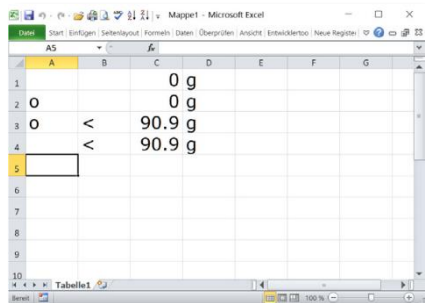 Mappe1 - Microsoft Excel
Datei Start Einfügen Seitenlayout Formeln Daten Überprüfen Ansicht Entwicklertoo Neue Register
A5 fx
A B C D E F G
1 0 g
2 o 0 g
3 o < 90.9 g
4 < 90.9 g
5
6
7
8
9
10
Tabelle1
Bereit 100 %